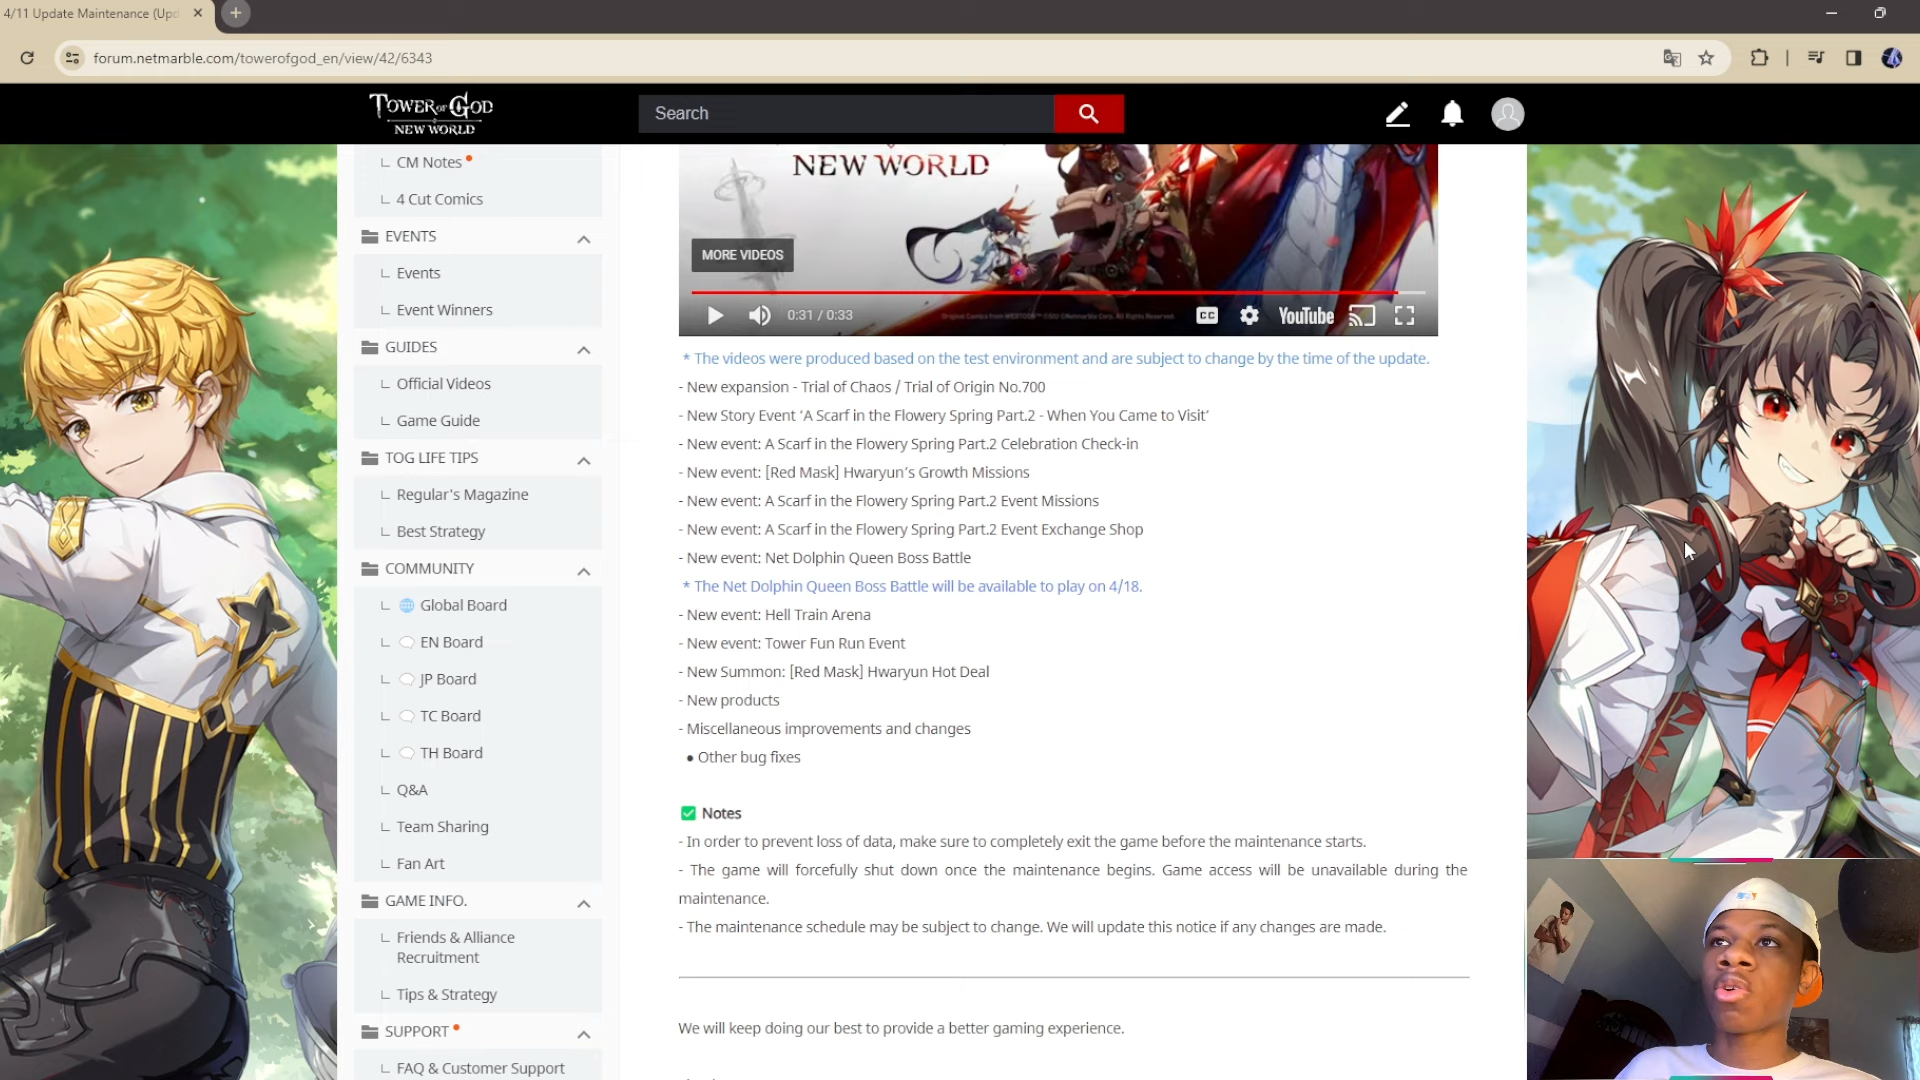 4/11 Update Maintenance (Upd
forum.netmarble.com/towerofgod_en/view/42/6343
TOWER OF GOD
NEW WORLD
Search
CM Notes
4 Cut Comics
EVENTS
Events
Event Winners
GUIDES
Official Videos
Game Guide
TOG LIFE TIPS
Regular's Magazine
Best Strategy
COMMUNITY
Global Board
EN Board
JP Board
TC Board
TH Board
Q&A
Team Sharing
Fan Art
GAME INFO.
Friends & Alliance
Recruitment
Tips & Strategy
SUPPORT
FAQ & Customer Support
NEW WORLD
MORE VIDEOS
0:31 / 0:33
CC
YouTube
* The videos were produced based on the test environment and are subject to change by the time of the update.
- New expansion - Trial of Chaos / Trial of Origin No.700
- New Story Event ‘A Scarf in the Flowery Spring Part.2 - When You Came to Visit’
- New event: A Scarf in the Flowery Spring Part.2 Celebration Check-in
- New event: [Red Mask] Hwaryun’s Growth Missions
- New event: A Scarf in the Flowery Spring Part.2 Event Missions
- New event: A Scarf in the Flowery Spring Part.2 Event Exchange Shop
- New event: Net Dolphin Queen Boss Battle
* The Net Dolphin Queen Boss Battle will be available to play on 4/18.
- New event: Hell Train Arena
- New event: Tower Fun Run Event
- New Summon: [Red Mask] Hwaryun Hot Deal
- New products
- Miscellaneous improvements and changes
● Other bug fixes
✅ Notes
- In order to prevent loss of data, make sure to completely exit the game before the maintenance starts.
- The game will forcefully shut down once the maintenance begins. Game access will be unavailable during the
maintenance.
- The maintenance schedule may be subject to change. We will update this notice if any changes are made.
We will keep doing our best to provide a better gaming experience.